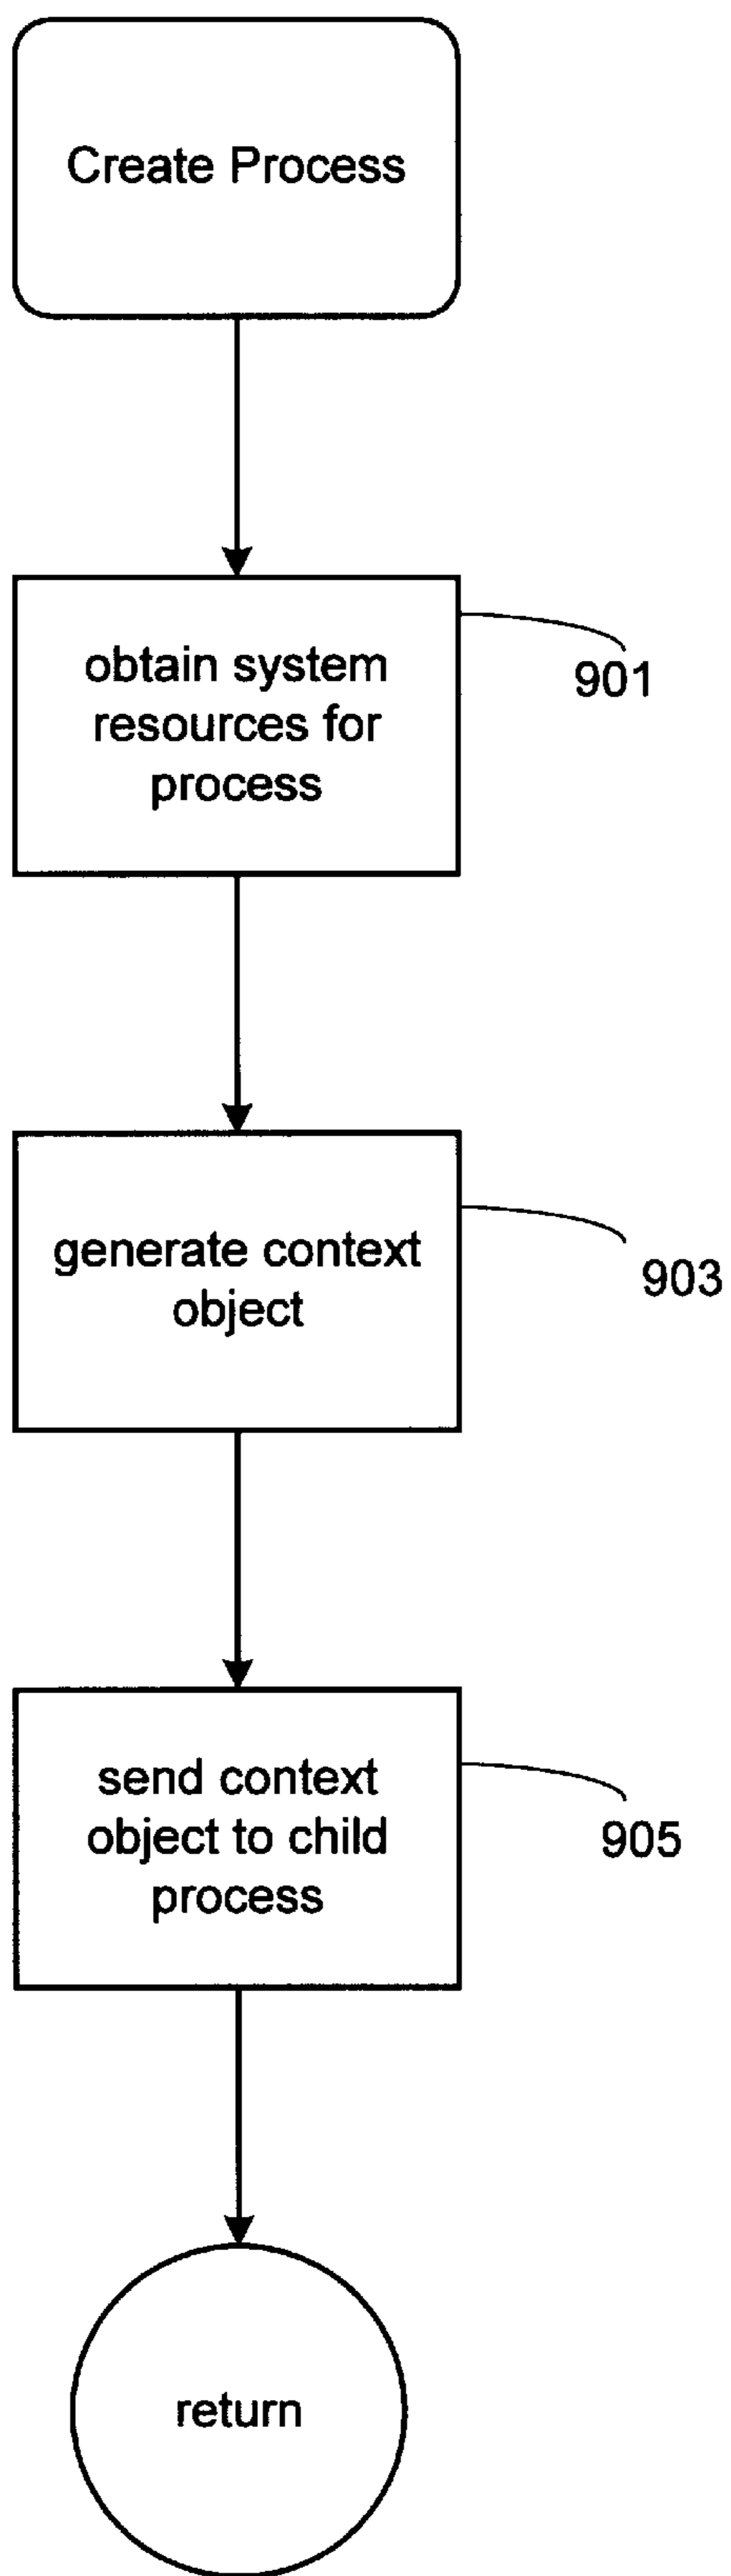 Create Process
obtain system
resources for
process
901
generate context
object
903
send context
object to child
process
905
return